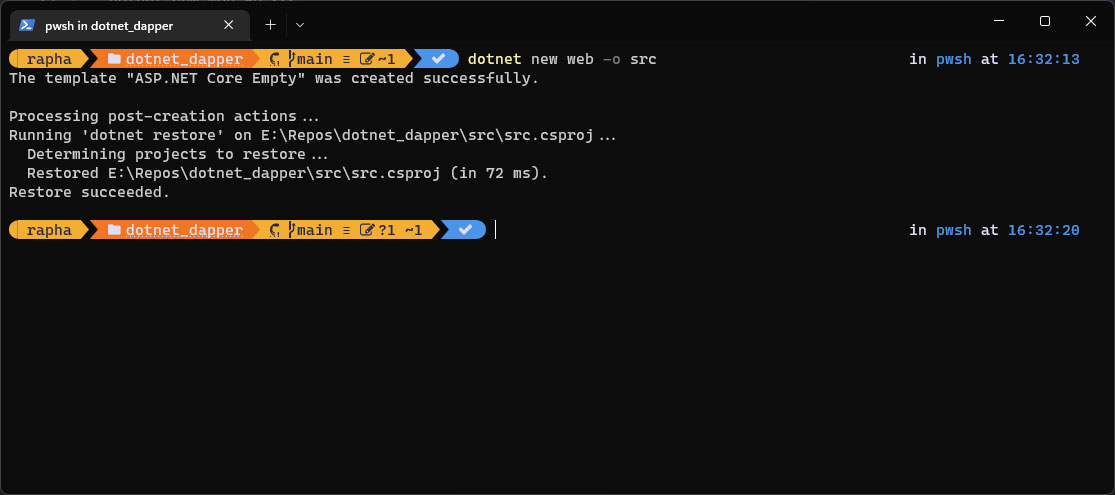 pwsh in dotnet_dapper
rapha dotnet_dapper main ≡ ~1 dotnet new web -o src in pwsh at 16:32:13
The template "ASP.NET Core Empty" was created successfully.
Processing post-creation actions...
Running 'dotnet restore' on E:\Repos\dotnet_dapper\src\src.csproj...
Determining projects to restore...
Restored E:\Repos\dotnet_dapper\src\src.csproj (in 72 ms).
Restore succeeded.
rapha dotnet_dapper main ≡ ?1 ~1 in pwsh at 16:32:20